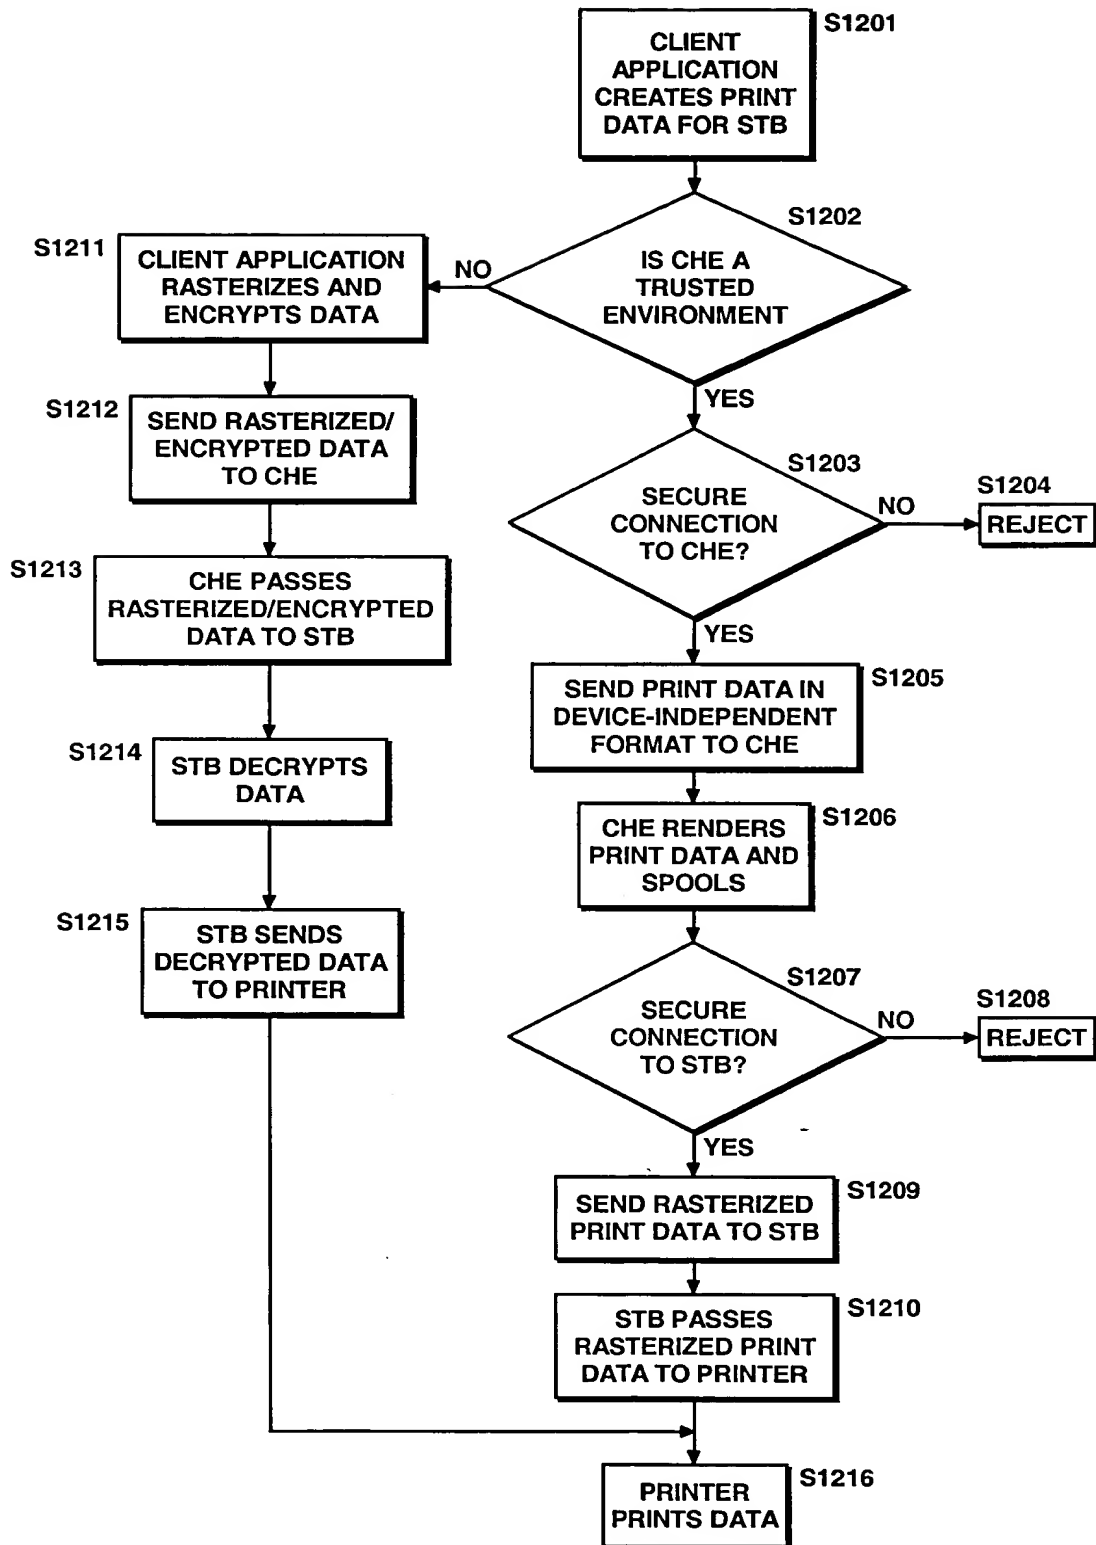 S1201
CLIENT
APPLICATION
CREATES PRINT
DATA FOR STB
S1202
IS CHE A
TRUSTED
ENVIRONMENT
NO
YES
S1211
CLIENT APPLICATION
RASTERIZES AND
ENCRYPTS DATA
S1212
SEND RASTERIZED/
ENCRYPTED DATA
TO CHE
S1213
CHE PASSES
RASTERIZED/ENCRYPTED
DATA TO STB
S1214
STB DECRYPTS
DATA
S1215
STB SENDS
DECRYPTED DATA
TO PRINTER
S1203
SECURE
CONNECTION
TO CHE?
NO
S1204
REJECT
YES
S1205
SEND PRINT DATA IN
DEVICE-INDEPENDENT
FORMAT TO CHE
S1206
CHE RENDERS
PRINT DATA AND
SPOOLS
S1207
SECURE
CONNECTION
TO STB?
NO
S1208
REJECT
YES
S1209
SEND RASTERIZED
PRINT DATA TO STB
S1210
STB PASSES
RASTERIZED PRINT
DATA TO PRINTER
S1216
PRINTER
PRINTS DATA